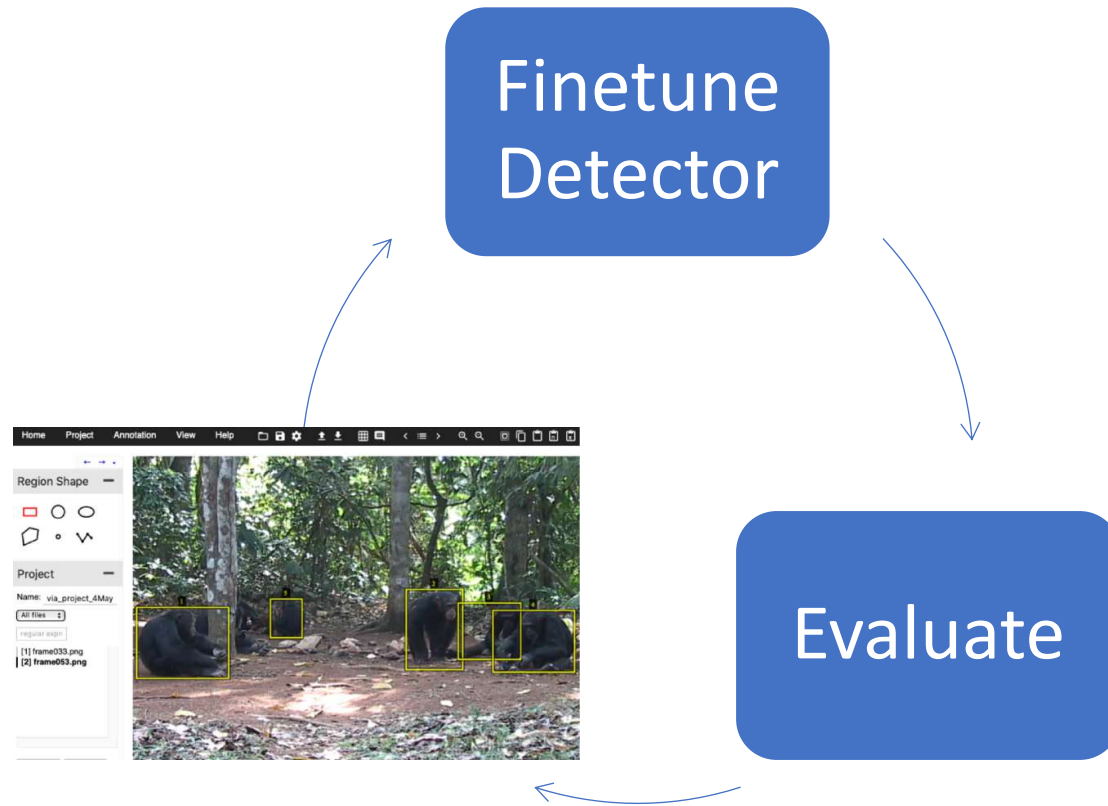 Finetune
Detector
Home Project Annotation View Help
Region Shape
Project
Name: via_project_4May
All files
regular expn
[1] frame033.png
[2] frame053.png
Evaluate